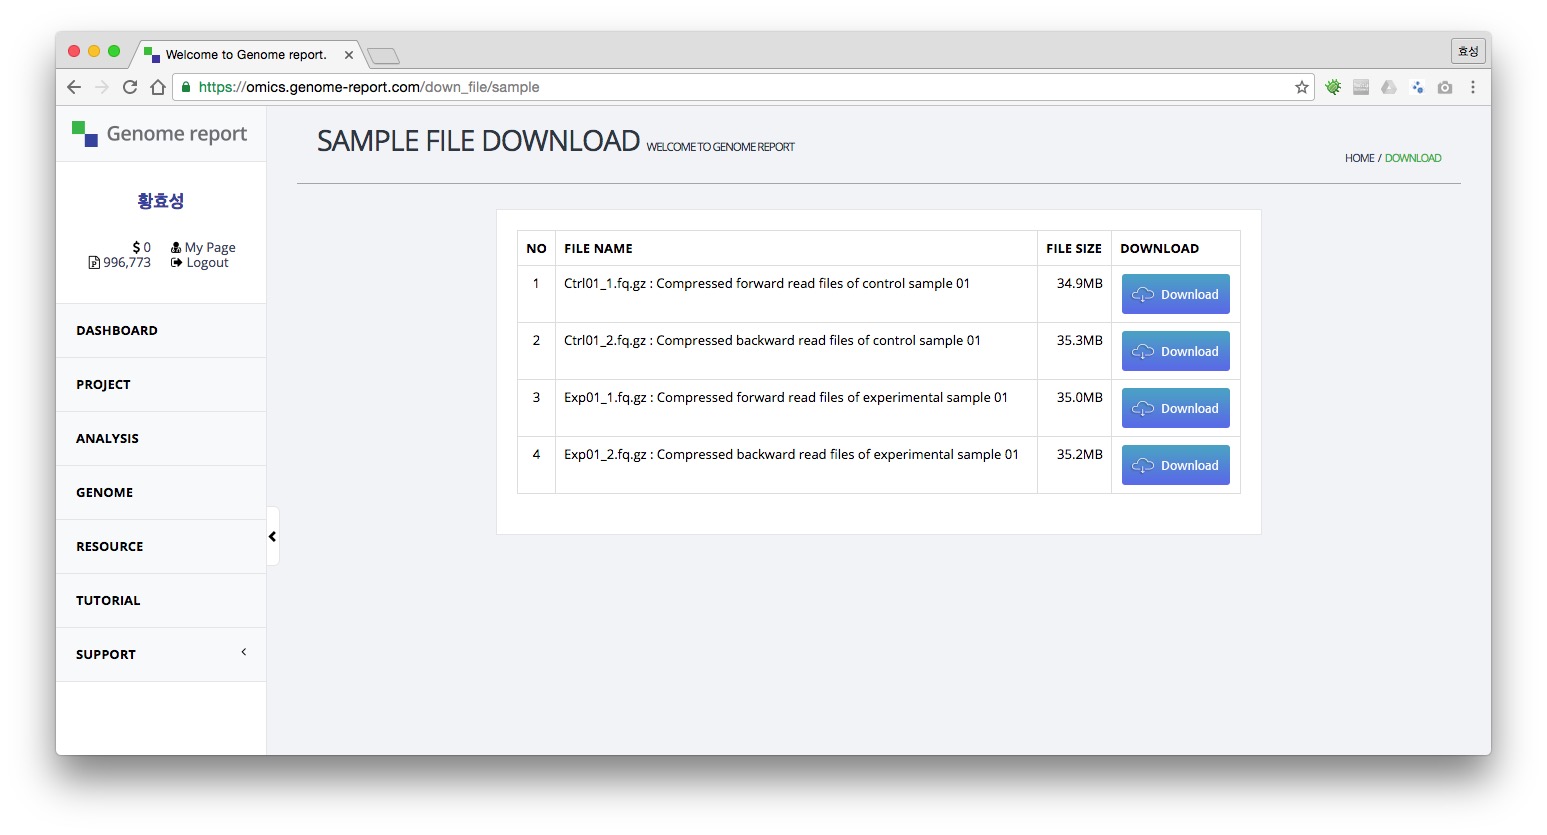 Welcome to Genome report.
효성
https://omics.genome-report.com/down_file/sample
Genome report
SAMPLE FILE DOWNLOAD WELCOME TO GENOME REPORT
HOME / DOWNLOAD
황효성
$ 0 My Page
996,773 Logout
DASHBOARD
PROJECT
ANALYSIS
GENOME
RESOURCE
TUTORIAL
SUPPORT
NO FILE NAME FILE SIZE DOWNLOAD
1 Ctrl01_1.fq.gz : Compressed forward read files of control sample 01 34.9MB Download
2 Ctrl01_2.fq.gz : Compressed backward read files of control sample 01 35.3MB Download
3 Exp01_1.fq.gz : Compressed forward read files of experimental sample 01 35.0MB Download
4 Exp01_2.fq.gz : Compressed backward read files of experimental sample 01 35.2MB Download